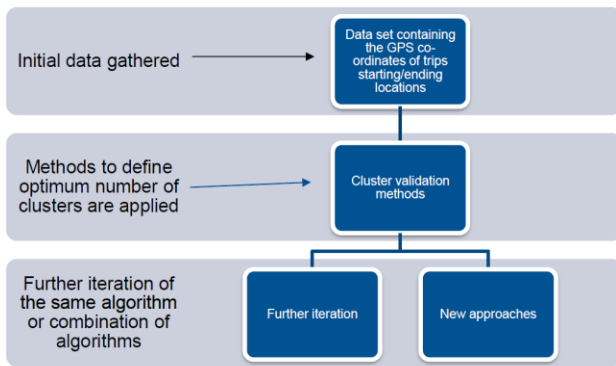 Initial data gathered
Data set containing
the GPS co-
ordinates of trips
starting/ending
locations
Methods to define
optimum number of
clusters are applied
Cluster validation
methods
Further iteration of
the same algorithm
or combination of
algorithms
Further iteration
New approaches